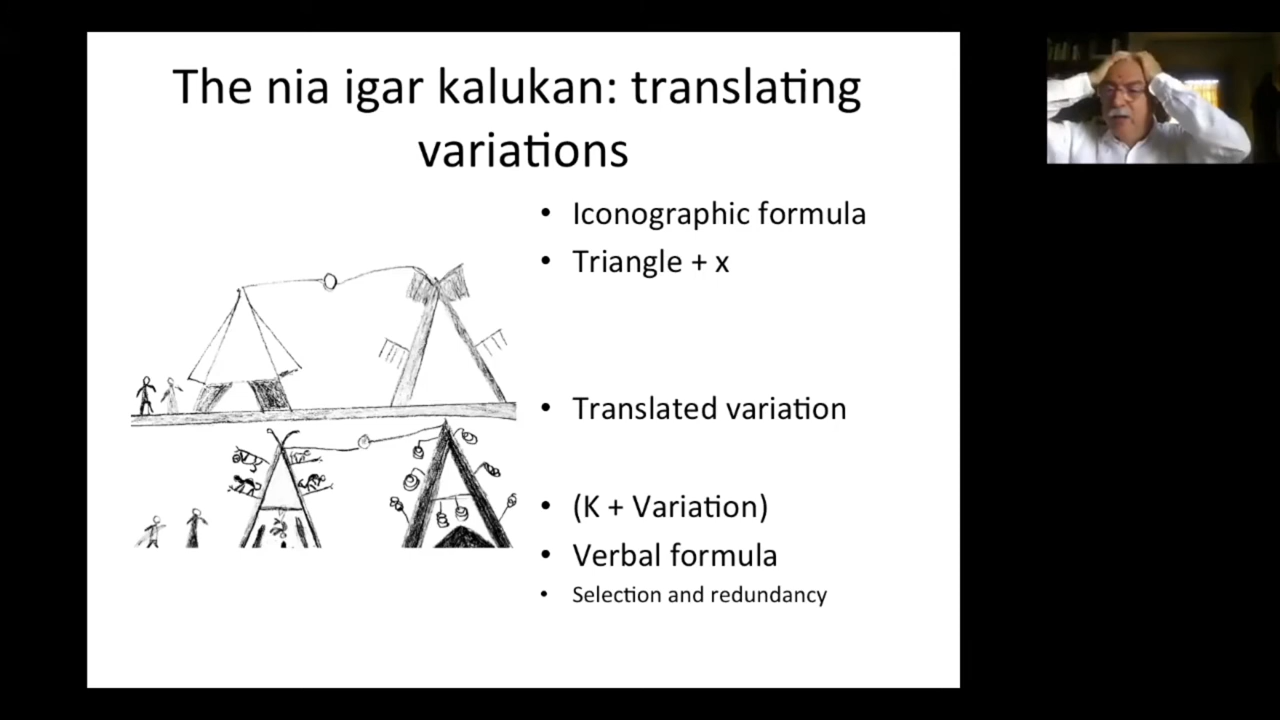 The nia igar kalukan: translating
variations
• Iconographic formula
• Triangle + x
• Translated variation
• (K + Variation)
• Verbal formula
• Selection and redundancy